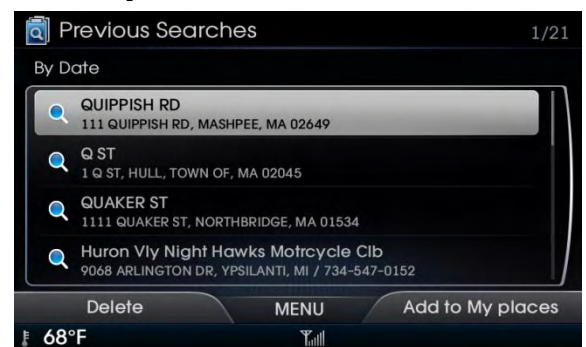 Previous Searches 1/21
By Date
QUIPPISH RD
111 QUIPPISH RD, MASHPEE, MA 02649
Q ST
1 Q ST, HULL, TOWN OF, MA 02045
QUAKER ST
1111 QUAKER ST, NORTHBRIDGE, MA 01534
Huron Vly Night Hawks Motrcycle Clb
9068 ARLINGTON DR, YPSILANTI, MI / 734-547-0152
Delete MENU Add to My places
68°F